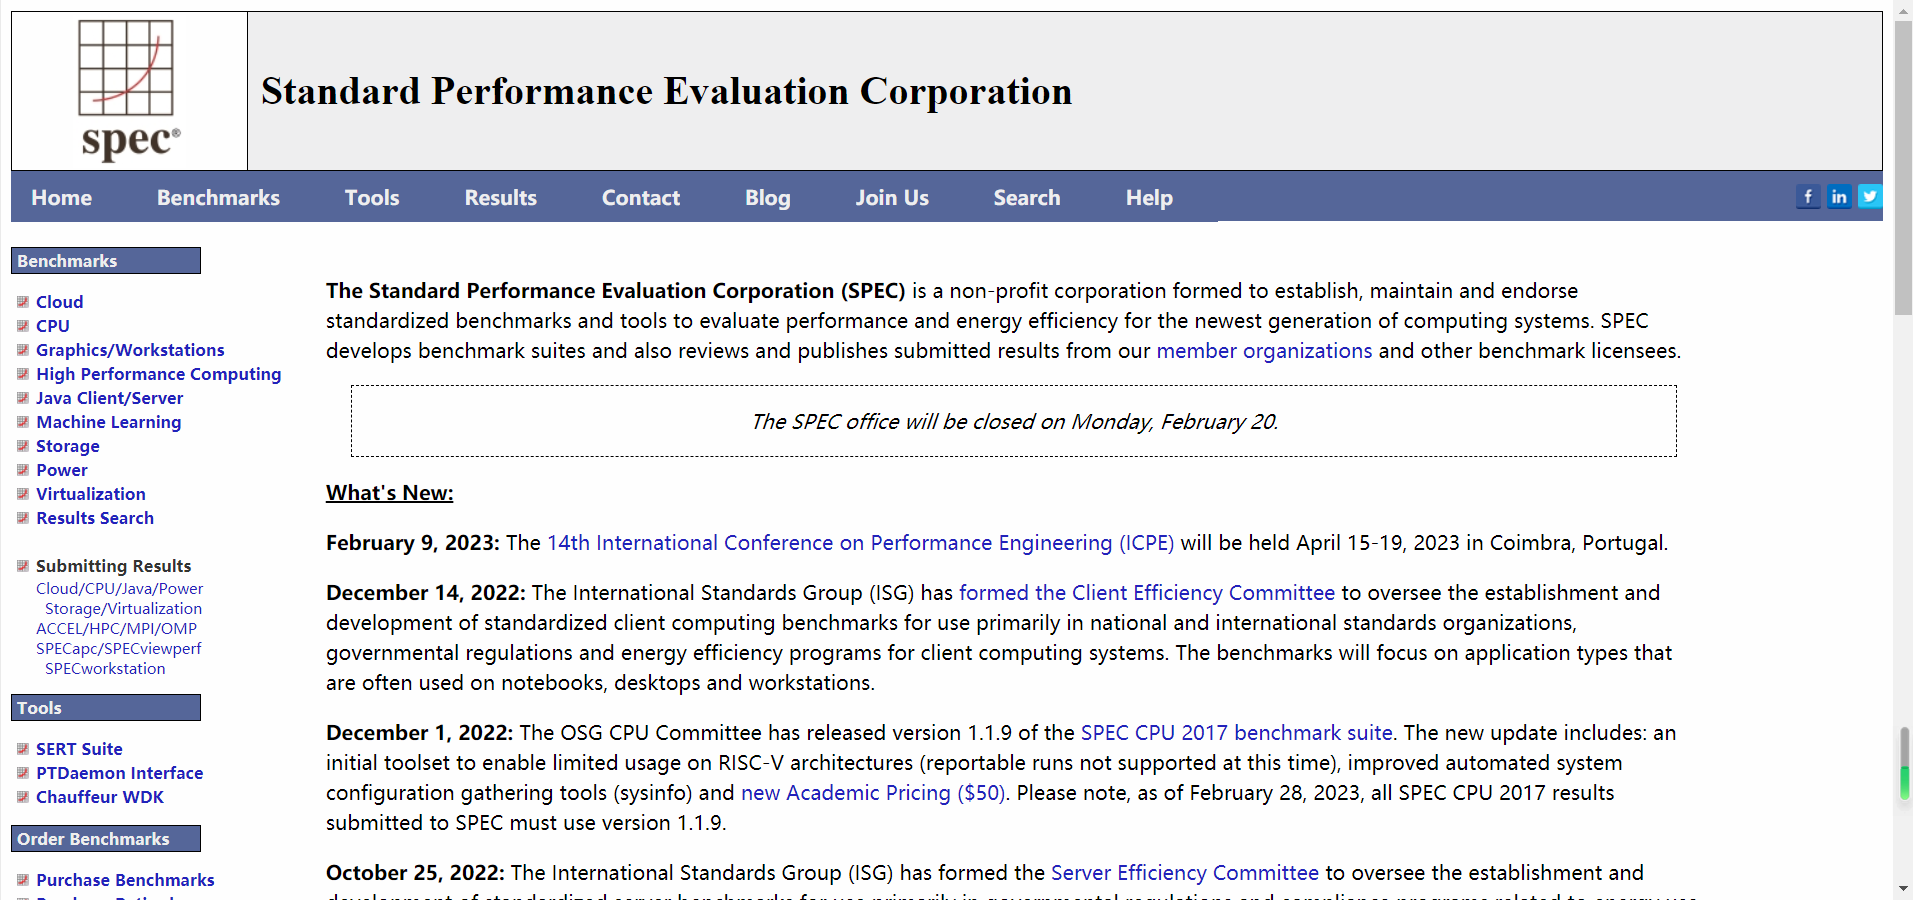 spec®
Standard Performance Evaluation Corporation
Home Benchmarks Tools Results Contact Blog Join Us Search Help
Benchmarks
Cloud
CPU
Graphics/Workstations
High Performance Computing
Java Client/Server
Machine Learning
Storage
Power
Virtualization
Results Search
Submitting Results
Cloud/CPU/Java/Power
Storage/Virtualization
ACCEL/HPC/MPI/OMP
SPECapc/SPECviewperf
SPECworkstation
Tools
SERT Suite
PTDaemon Interface
Chauffeur WDK
Order Benchmarks
Purchase Benchmarks
The Standard Performance Evaluation Corporation (SPEC) is a non-profit corporation formed to establish, maintain and endorse
standardized benchmarks and tools to evaluate performance and energy efficiency for the newest generation of computing systems. SPEC
develops benchmark suites and also reviews and publishes submitted results from our member organizations and other benchmark licensees.
The SPEC office will be closed on Monday, February 20.
What's New:
February 9, 2023: The 14th International Conference on Performance Engineering (ICPE) will be held April 15-19, 2023 in Coimbra, Portugal.
December 14, 2022: The International Standards Group (ISG) has formed the Client Efficiency Committee to oversee the establishment and
development of standardized client computing benchmarks for use primarily in national and international standards organizations,
governmental regulations and energy efficiency programs for client computing systems. The benchmarks will focus on application types that
are often used on notebooks, desktops and workstations.
December 1, 2022: The OSG CPU Committee has released version 1.1.9 of the SPEC CPU 2017 benchmark suite. The new update includes: an
initial toolset to enable limited usage on RISC-V architectures (reportable runs not supported at this time), improved automated system
configuration gathering tools (sysinfo) and new Academic Pricing ($50). Please note, as of February 28, 2023, all SPEC CPU 2017 results
submitted to SPEC must use version 1.1.9.
October 25, 2022: The International Standards Group (ISG) has formed the Server Efficiency Committee to oversee the establishment and